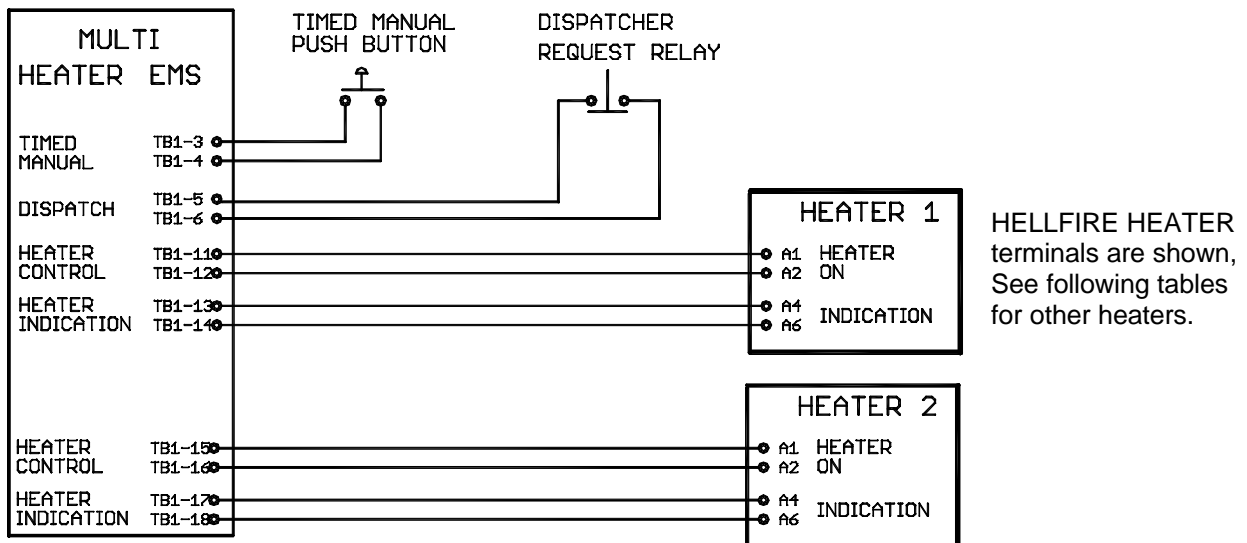 MULTI
HEATER EMS
TIMED MANUAL
PUSH BUTTON
DISPATCHER
REQUEST RELAY
TIMED TB1-3
MANUAL TB1-4
DISPATCH TB1-5
TB1-6
HEATER TB1-11
CONTROL TB1-12
HEATER TB1-13
INDICATION TB1-14
HEATER TB1-15
CONTROL TB1-16
HEATER TB1-17
INDICATION TB1-18
HEATER 1
A1 HEATER
A2 ON
A4
A6 INDICATION
HELLFIRE HEATER
terminals are shown,
See following tables
for other heaters.
HEATER 2
A1 HEATER
A2 ON
A4
A6 INDICATION